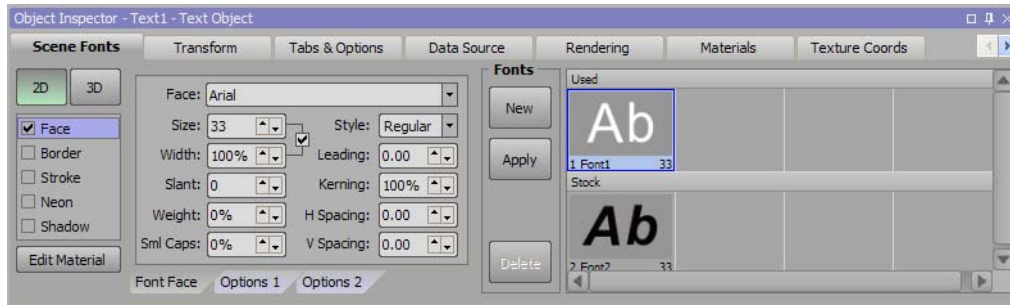 Object Inspector - Text1 - Text Object
Scene Fonts Transform Tabs & Options Data Source Rendering Materials Texture Coords
2D 3D
Face
Border
Stroke
Neon
Shadow
Edit Material
Face: Arial
Size: 33 Style: Regular
Width: 100% Leading: 0.00
Slant: 0 Kerning: 100%
Weight: 0% H Spacing: 0.00
Sml Caps: 0% V Spacing: 0.00
Font Face Options 1 Options 2
Fonts
New
Apply
Delete
Used
Ab
1 Font1 33
Stock
Ab
2 Font2 33